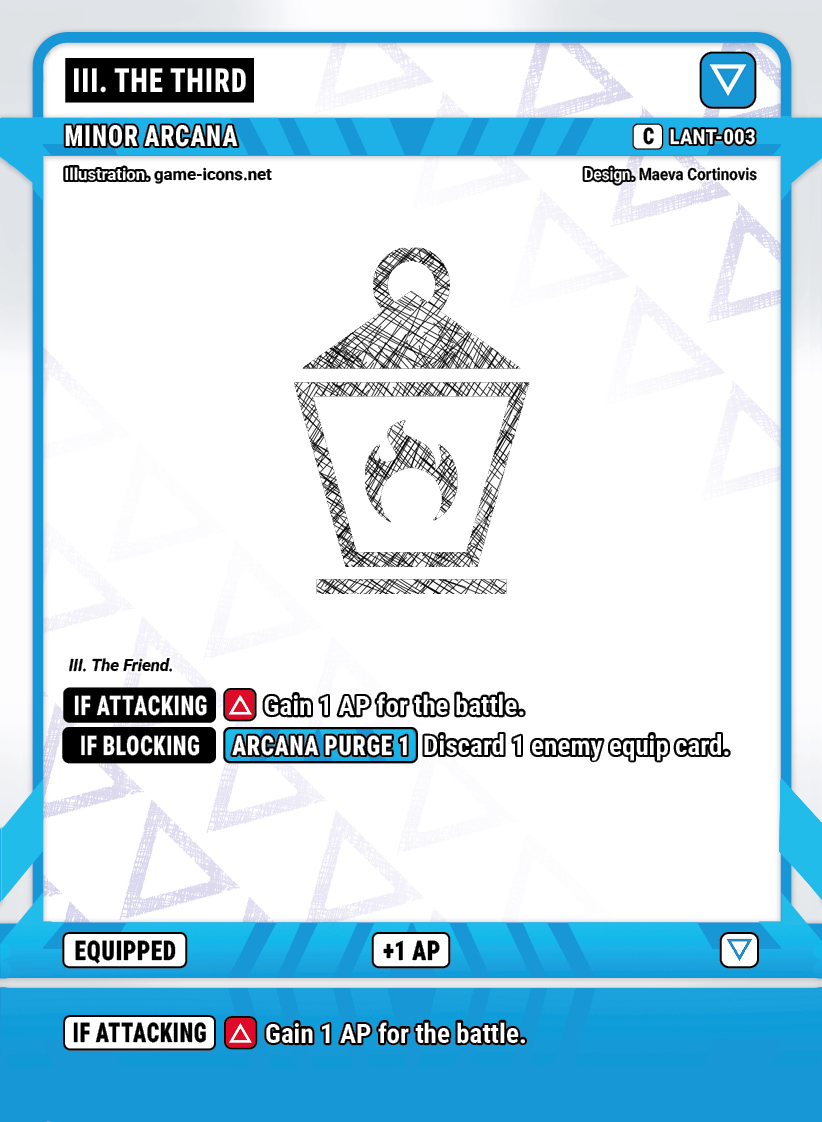 III. THE THIRD
MINOR ARCANA
C LANT-003
Illustration. game-icons.net
Design. Maeva Cortinovis
III. The Friend.
IF ATTACKING Gain 1 AP for the battle.
IF BLOCKING ARCANA PURGE 1 Discard 1 enemy equip card.
EQUIPPED
+1 AP
IF ATTACKING Gain 1 AP for the battle.